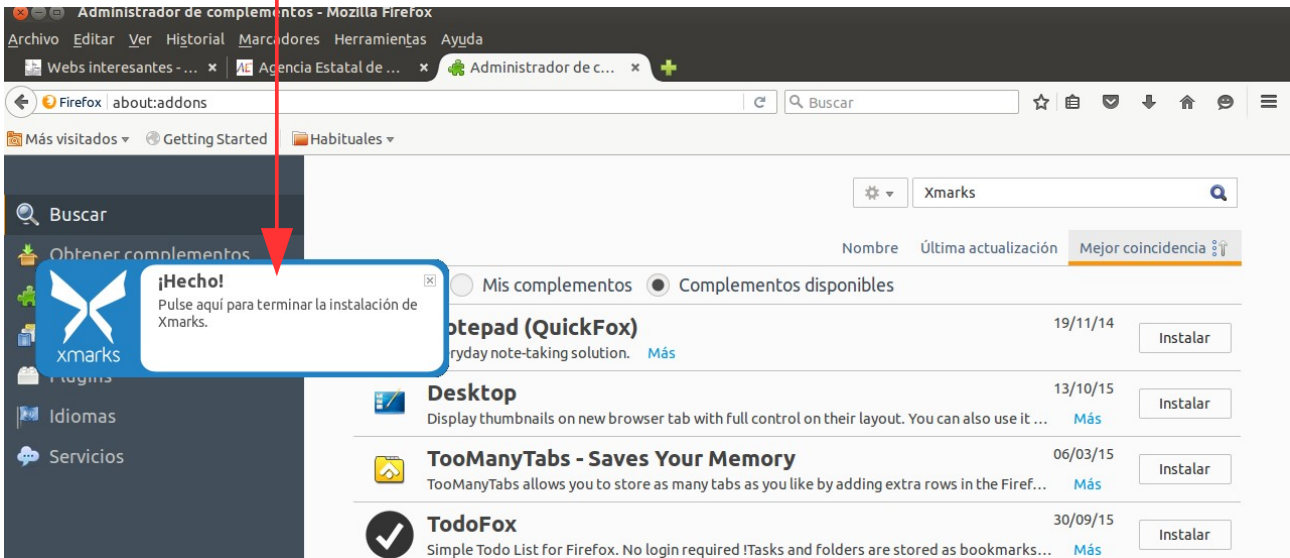 Administrador de complementos - Mozilla Firefox
Archivo Editar Ver Historial Marcadores Herramientas Ayuda
Webs interesantes - ... × AE Agencia Estatal de ... × Administrador de c... ×
Firefox about:addons Buscar
Más visitados Getting Started Habituales
Xmarks
Buscar
Nombre Última actualización Mejor coincidencia
Obtener complementos
¡Hecho!
Pulse aquí para terminar la instalación de
Xmarks.
xmarks
Mis complementos Complementos disponibles
(QuickFox) 19/11/14
note-taking solution. Más Instalar
Plugins
Desktop 13/10/15
Display thumbnails on new browser tab with full control on their layout. You can also use it ... Más Instalar
Idiomas
Servicios
TooManyTabs - Saves Your Memory 06/03/15
TooManyTabs allows you to store as many tabs as you like by adding extra rows in the Firef... Más Instalar
TodoFox 30/09/15
Simple Todo List for Firefox. No login required !Tasks and folders are stored as bookmarks... Más Instalar